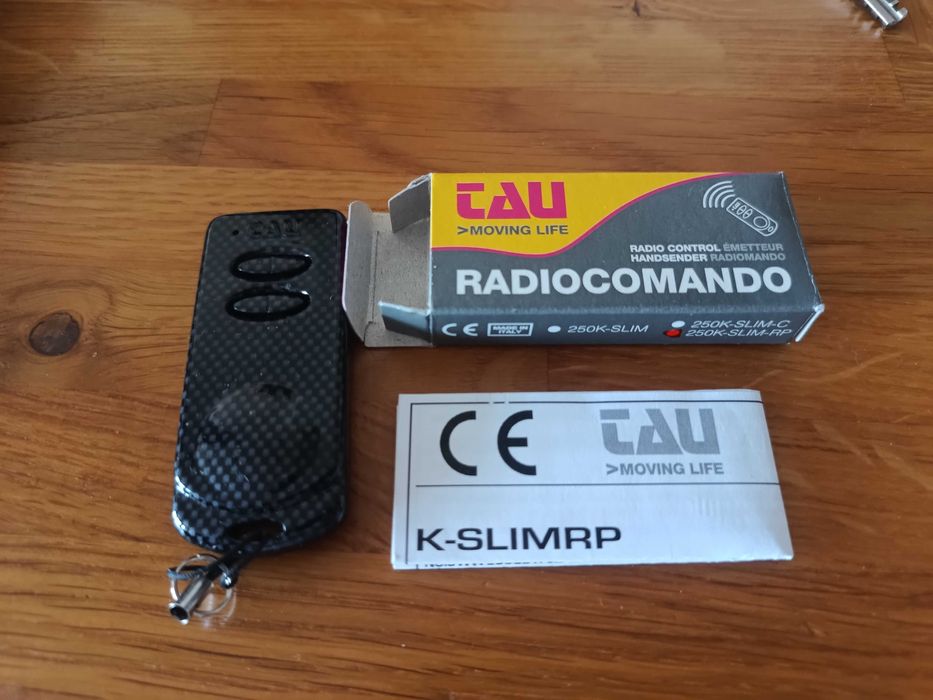 TAU
TAU
>MOVING LIFE
RADIO CONTROL ÉMETTEUR
HANDSENDER RADIOMANDO
RADIOCOMANDO
CE MADE IN ITALY 250K-SLIM 250K-SLIM-C
250K-SLIM-RP
CE TAU
>MOVING LIFE
K-SLIMRP